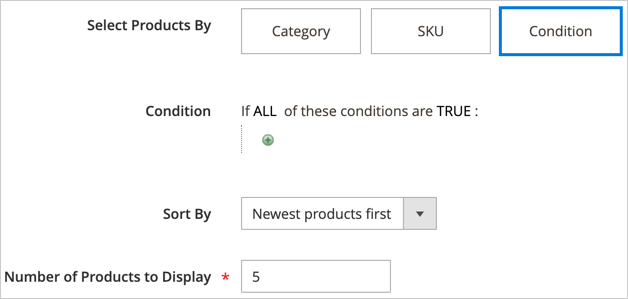 Select Products By Category SKU Condition
Condition If ALL of these conditions are TRUE :
Sort By Newest products first
Number of Products to Display * 5